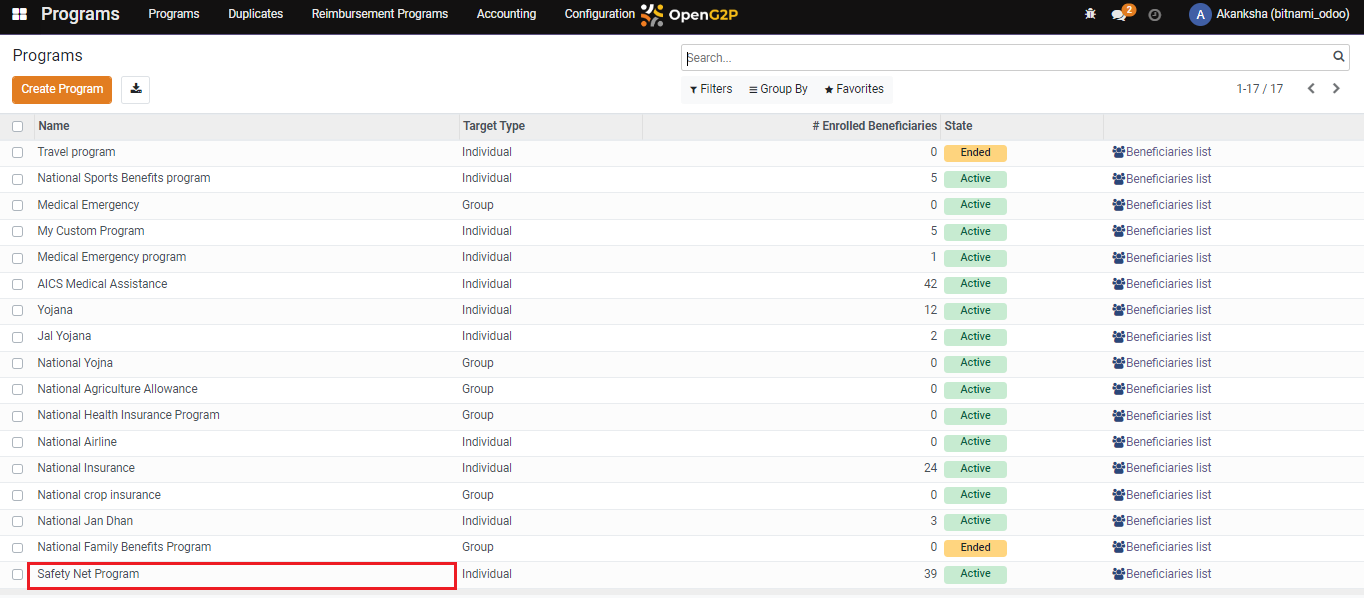 Programs Programs Duplicates Reimbursement Programs Accounting Configuration OpenG2P 2 A Akanksha (bitnami_odoo)
Programs
Search...
Create Program Filters Group By Favorites 1-17 / 17
Name Target Type # Enrolled Beneficiaries State
Travel program Individual 0 Ended Beneficiaries list
National Sports Benefits program Individual 5 Active Beneficiaries list
Medical Emergency Group 0 Active Beneficiaries list
My Custom Program Individual 5 Active Beneficiaries list
Medical Emergency program Individual 1 Active Beneficiaries list
AICS Medical Assistance Individual 42 Active Beneficiaries list
Yojana Individual 12 Active Beneficiaries list
Jal Yojana Individual 2 Active Beneficiaries list
National Yojna Group 0 Active Beneficiaries list
National Agriculture Allowance Group 0 Active Beneficiaries list
National Health Insurance Program Group 0 Active Beneficiaries list
National Airline Individual 0 Active Beneficiaries list
National Insurance Individual 24 Active Beneficiaries list
National crop insurance Group 0 Active Beneficiaries list
National Jan Dhan Individual 3 Active Beneficiaries list
National Family Benefits Program Group 0 Ended Beneficiaries list
Safety Net Program Individual 39 Active Beneficiaries list